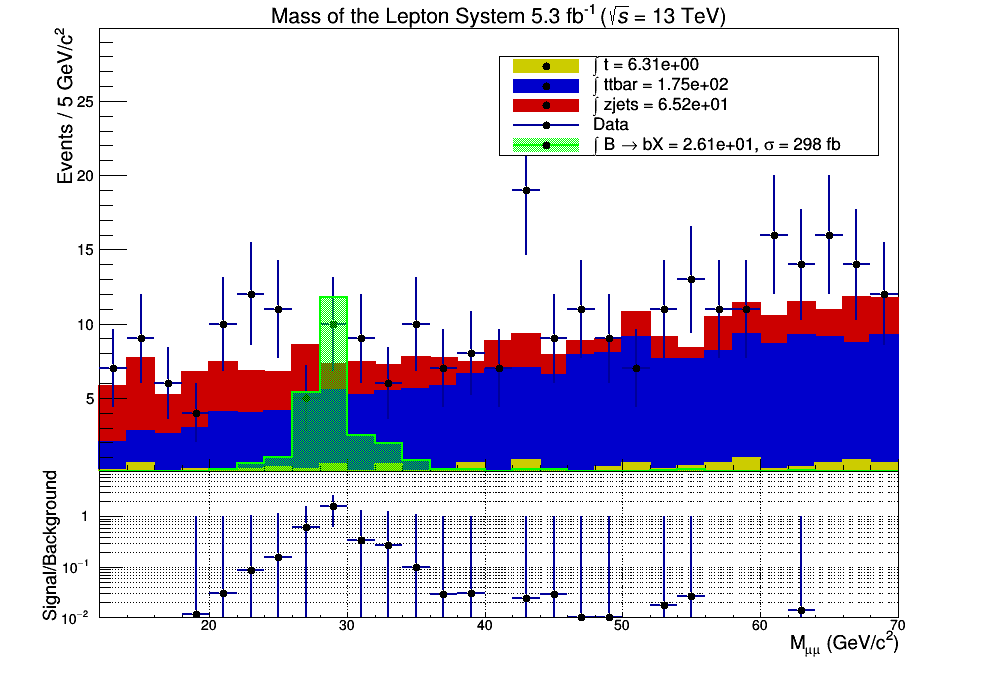 Mass of the Lepton System 5.3 fb⁻¹ (√s = 13 TeV)
Events / 5 GeV/c²
25
20
15
10
5
∫ t = 6.31e+00
∫ ttbar = 1.75e+02
∫ zjets = 6.52e+01
Data
∫ B → bX = 2.61e+01, σ = 298 fb
Signal/Background
1
10⁻¹
10⁻²
20 30 40 50 60 70
M_μμ (GeV/c²)